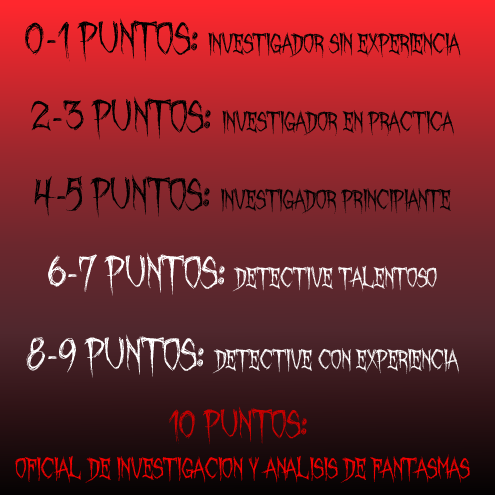 0-1 PUNTOS: INVESTIGADOR SIN EXPERIENCIA
2-3 PUNTOS: INVESTIGADOR EN PRACTICA
4-5 PUNTOS: INVESTIGADOR PRINCIPIANTE
6-7 PUNTOS: DETECTIVE TALENTOSO
8-9 PUNTOS: DETECTIVE CON EXPERIENCIA
10 PUNTOS:
OFICIAL DE INVESTIGACION Y ANALISIS DE FANTASMAS